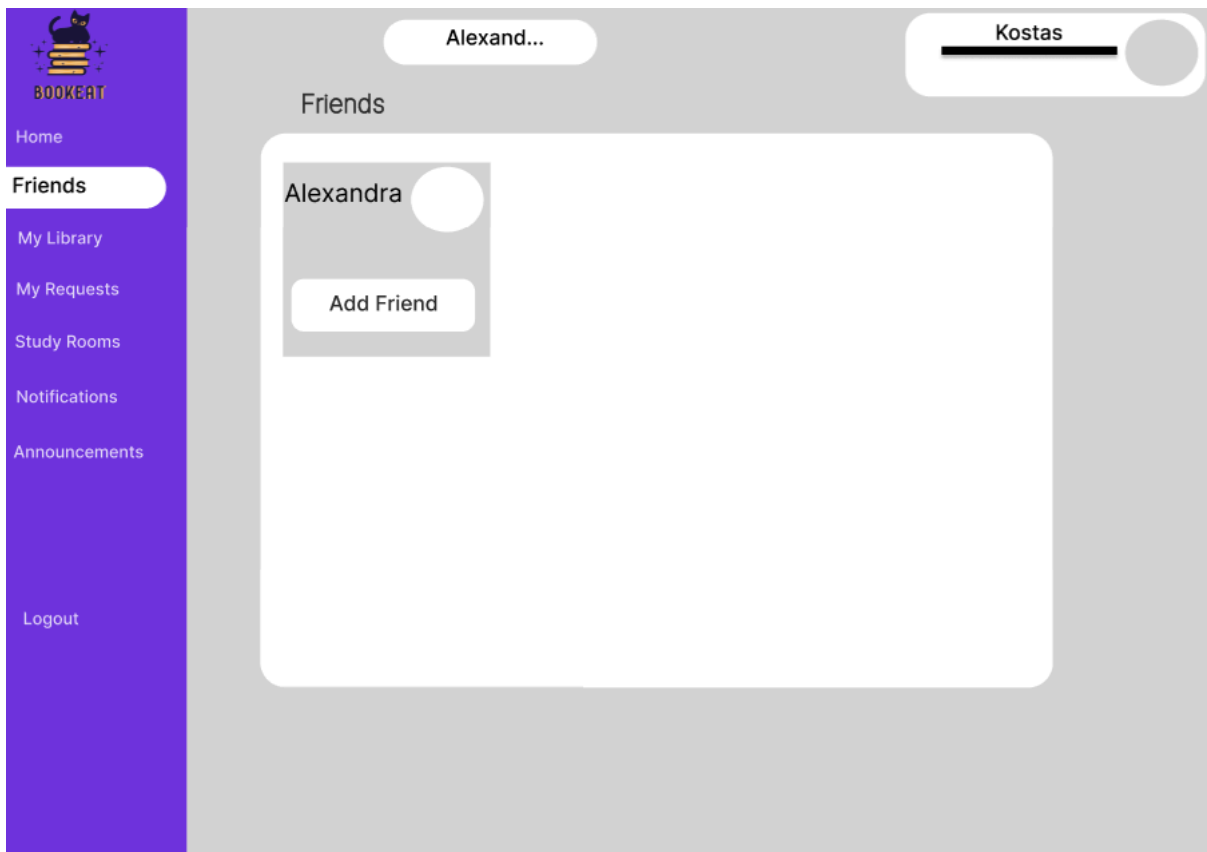 BOOKEAT
Home
Friends
My Library
My Requests
Study Rooms
Notifications
Announcements
Logout
Alexand...
Kostas
Friends
Alexandra
Add Friend